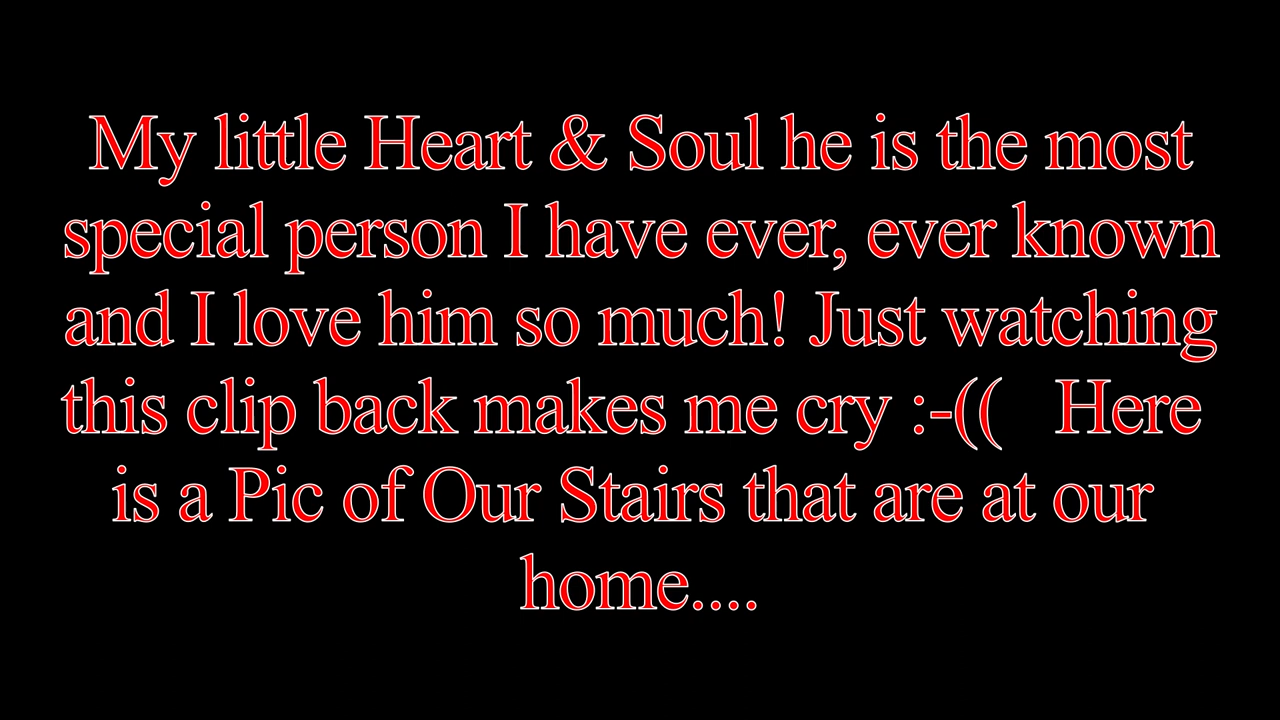 My little Heart & Soul he is the most
special person I have ever, ever known
and I love him so much! Just watching
this clip back makes me cry :-((   Here
is a Pic of Our Stairs that are at our
home....